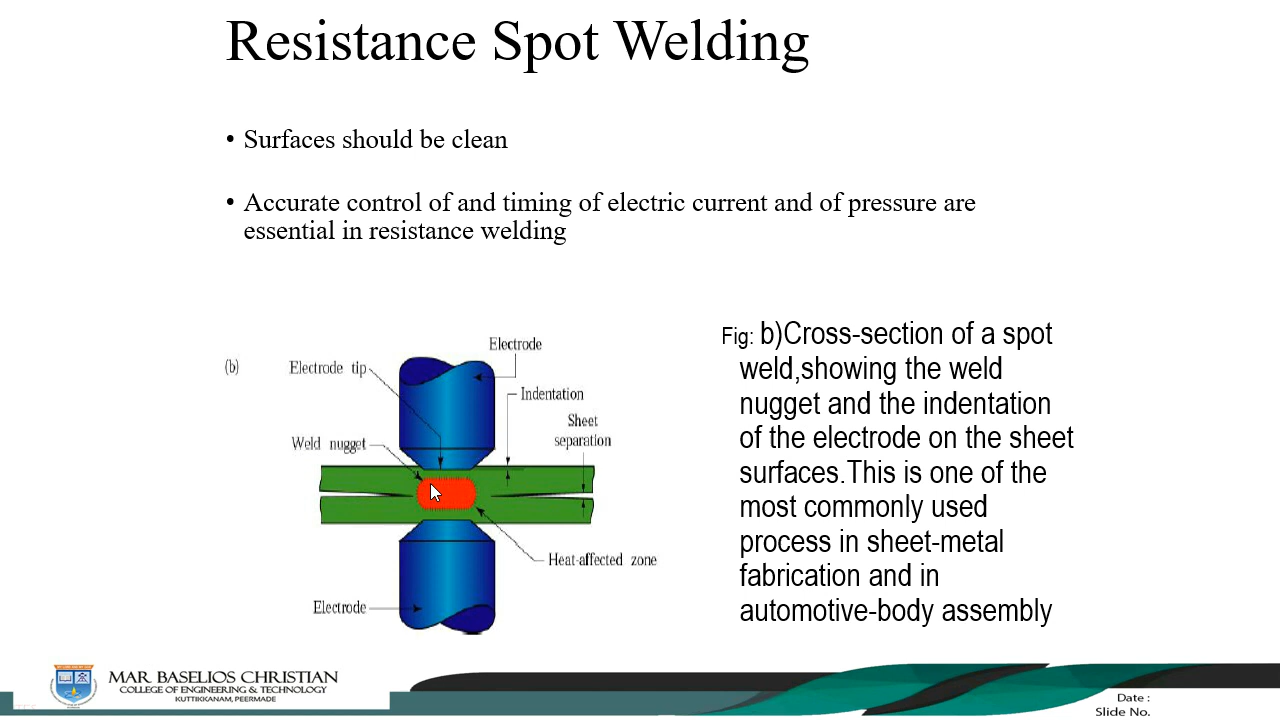 Resistance Spot Welding
• Surfaces should be clean
• Accurate control of and timing of electric current and of pressure are
essential in resistance welding
(b)
Electrode
Electrode tip
Indentation
Sheet
separation
Weld nugget
Heat-affected zone
Electrode
Fig: b)Cross-section of a spot
weld,showing the weld
nugget and the indentation
of the electrode on the sheet
surfaces.This is one of the
most commonly used
process in sheet-metal
fabrication and in
automotive-body assembly
MAR BASELIOS CHRISTIAN
COLLEGE OF ENGINEERING & TECHNOLOGY
KUTTIKKANAM, PEERMADE
Date :
Slide No.